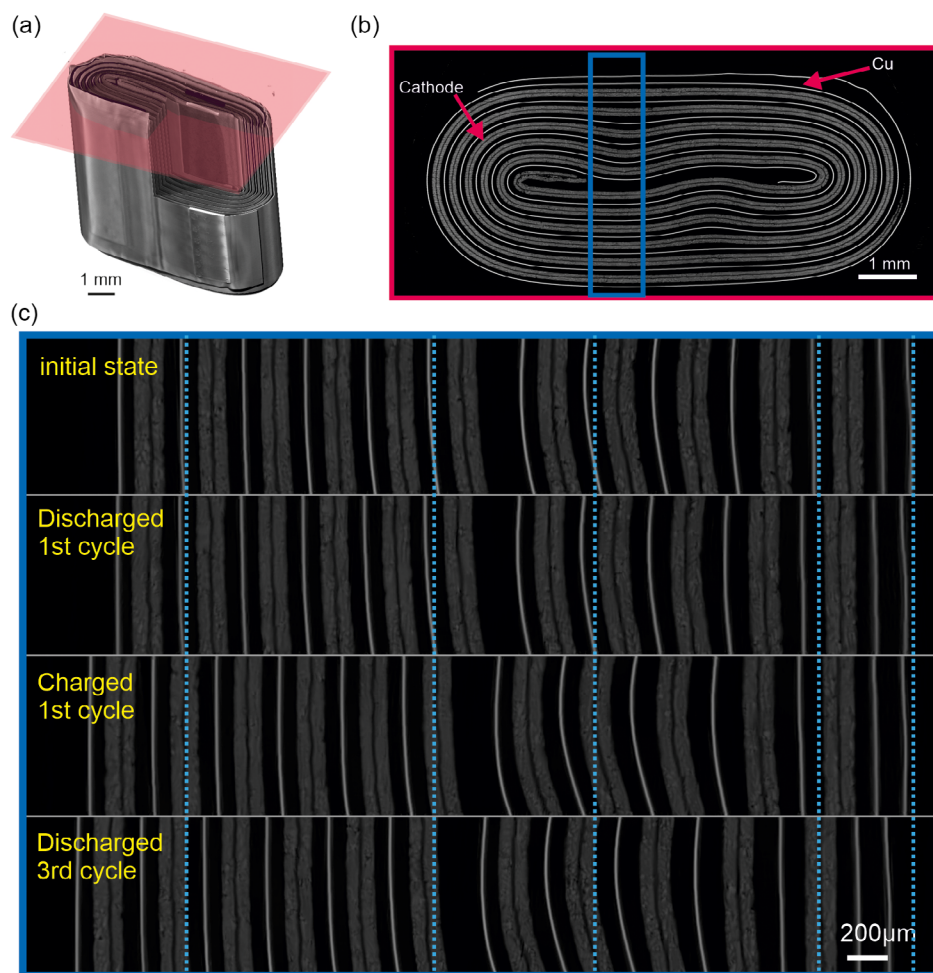 (a)
1 mm
(b)
Cu
Cathode
1 mm
(c)
initial state
Discharged
1st cycle
Charged
1st cycle
Discharged
3rd cycle
200μm